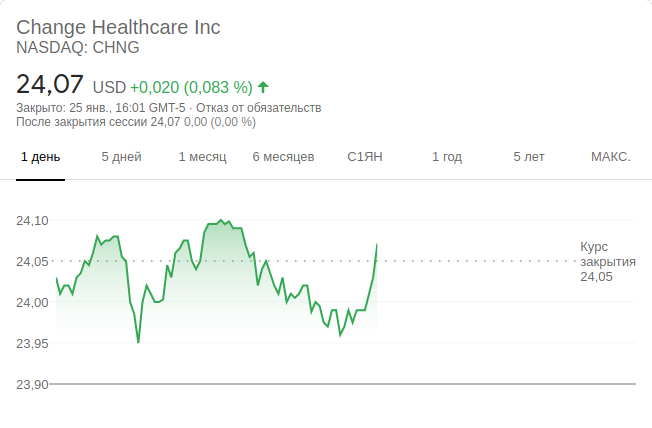 Change Healthcare Inc
NASDAQ: CHNG
24,07 USD +0,020 (0,083 %)
Закрыто: 25 янв., 16:01 GMT-5 · Отказ от обязательств
После закрытия сессии 24,07 0,00 (0,00 %)
1 день 5 дней 1 месяц 6 месяцев С1ЯН 1 год 5 лет МАКС.
24,10
24,05
24,00
23,95
23,90
Курс
закрытия
24,05